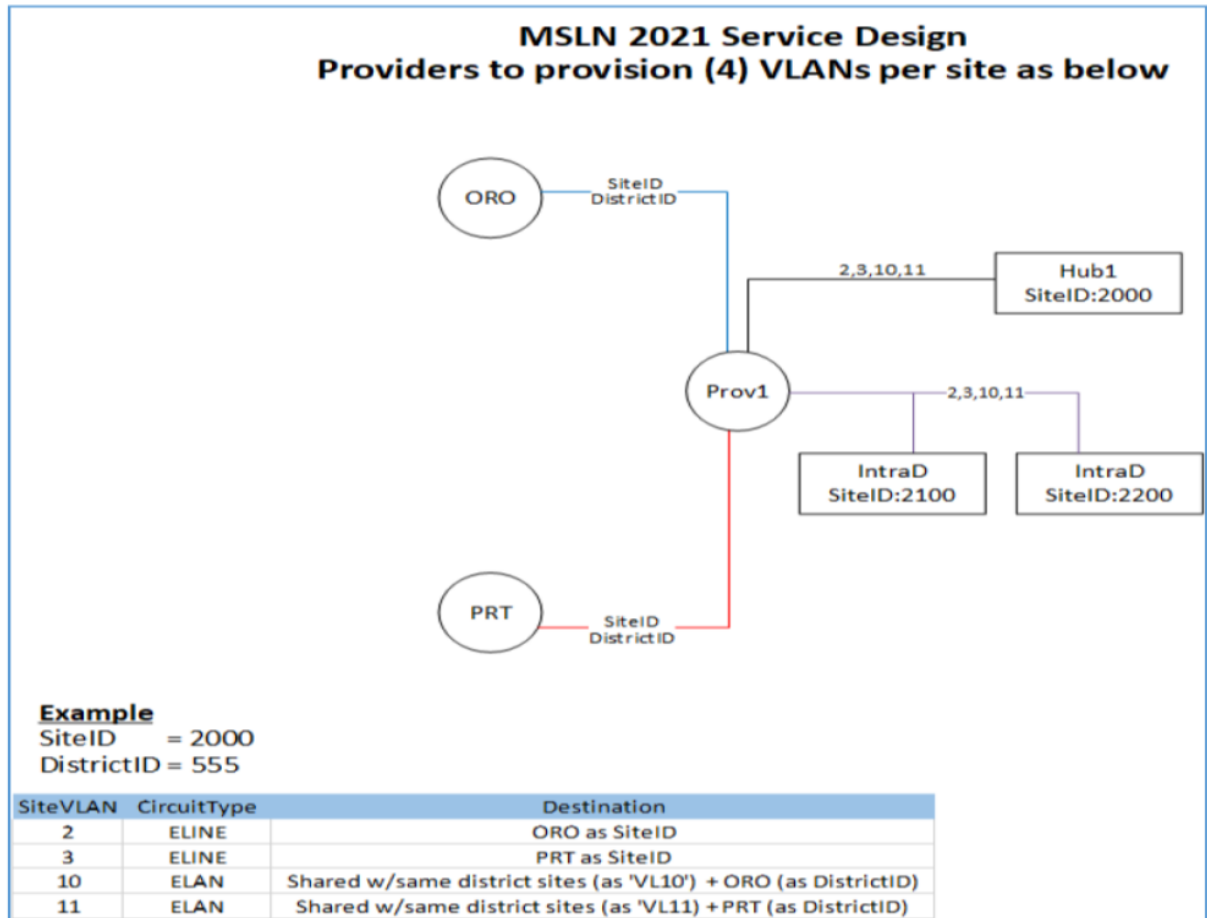 MSLN 2021 Service Design
Providers to provision (4) VLANs per site as below
ORO
SiteID
DistrictID
2,3,10,11
Hub1
SiteID:2000
Prov1
2,3,10,11
IntraD
SiteID:2100
IntraD
SiteID:2200
PRT
SiteID
DistrictID
Example
SiteID = 2000
DistrictID = 555
SiteVLAN CircuitType Destination
2 ELINE ORO as SiteID
3 ELINE PRT as SiteID
10 ELAN Shared w/same district sites (as 'VL10') + ORO (as DistrictID)
11 ELAN Shared w/same district sites (as 'VL11) + PRT (as DistrictID)